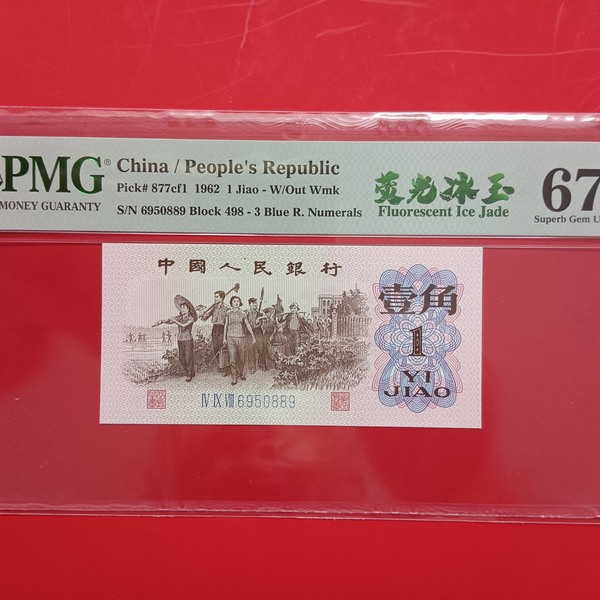 PMG®
MONEY GUARANTY
China / People's Republic
Pick# 877cf1 1962 1 Jiao - W/Out Wmk
S/N 6950889 Block 498 - 3 Blue R. Numerals
荧光冰玉
Fluorescent Ice Jade
67
Superb Gem U
中國人民銀行
壹角
1
YI
JIAO
IV IX VIII 6950889